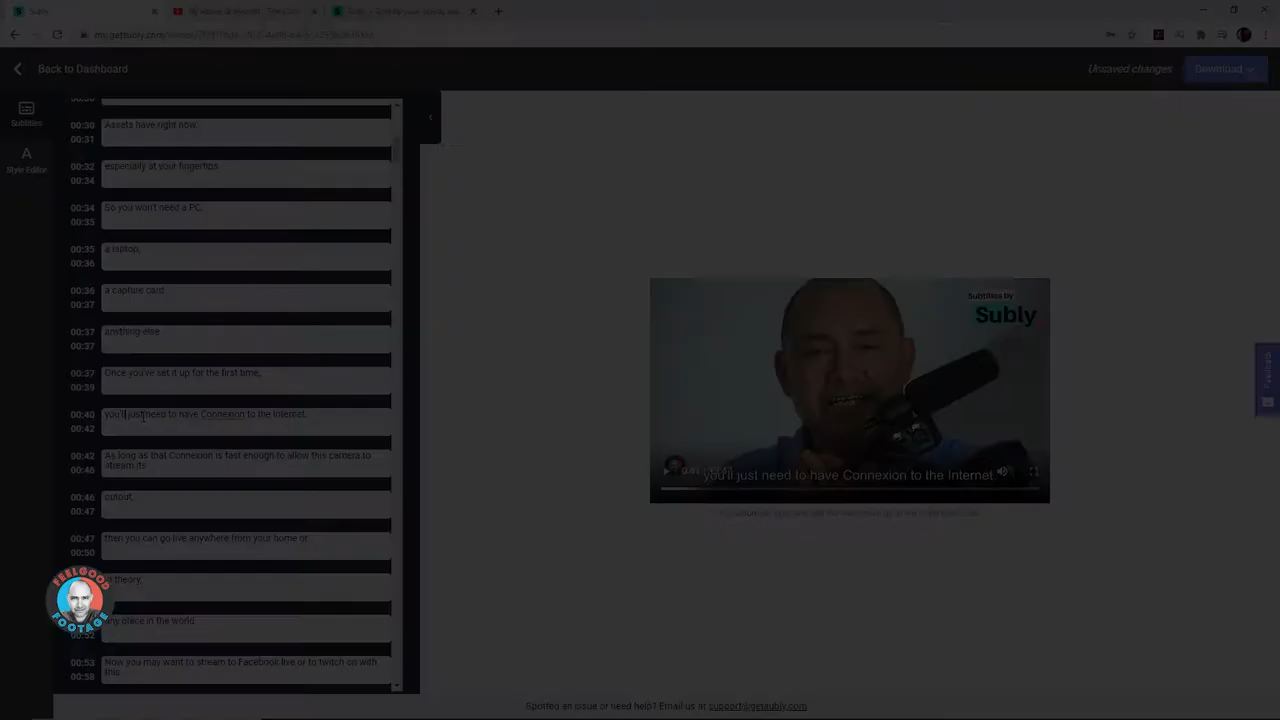 Subly
Back to Dashboard
Unsaved changes
Download
Subtitles
Style Editor
00:30
00:31
Assets have right now.
00:32
00:34
especially at your fingertips
00:34
00:35
So you won't need a PC.
00:35
00:36
a laptop,
00:36
00:37
a capture card
00:37
00:37
anything else.
00:37
00:39
Once you've set it up for the first time,
00:40
00:42
you'll just need to have Connexion to the Internet.
00:42
00:46
As long as that Connexion is fast enough to allow this camera to
stream its
00:46
00:47
output,
00:47
00:50
then you can go live anywhere from your home or
theory,
any place in the world
00:52
00:53
00:58
Now you may want to stream to Facebook live or to twitch on with
this
FEELGOOD
FOOTAGE
Subtitles by
Subly
you'll just need to have Connexion to the Internet.
Feedback
Spotted an issue or need help? Email us at support@getsubly.com